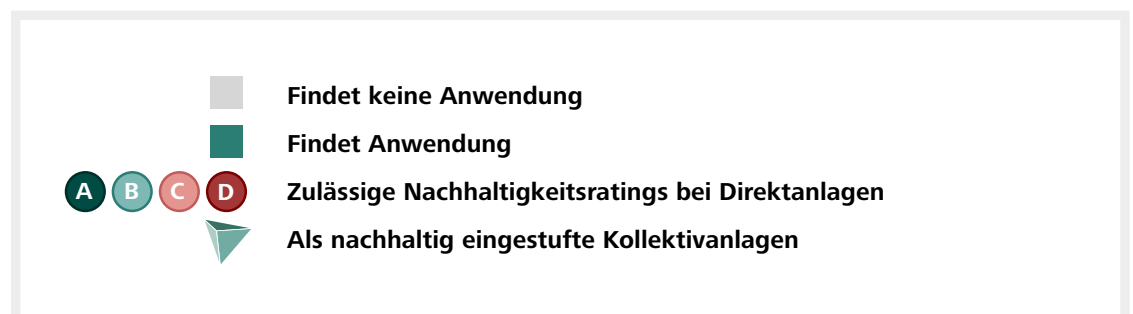 Findet keine Anwendung
Findet Anwendung
A B C D Zulässige Nachhaltigkeitsratings bei Direktanlagen
Als nachhaltig eingestufte Kollektivanlagen